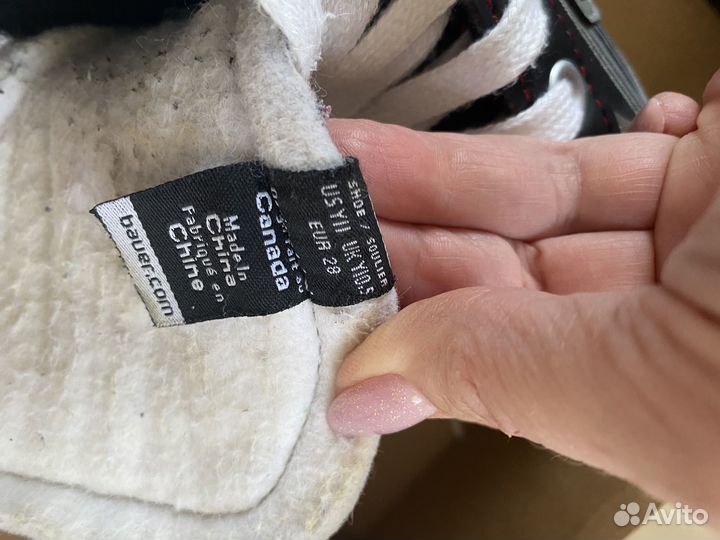 SHOE / SOULIER
US Y11 UK Y10.5
EUR 28
Canada
Made In
China
Fabriqué en
Chine
bauer.com
Avito